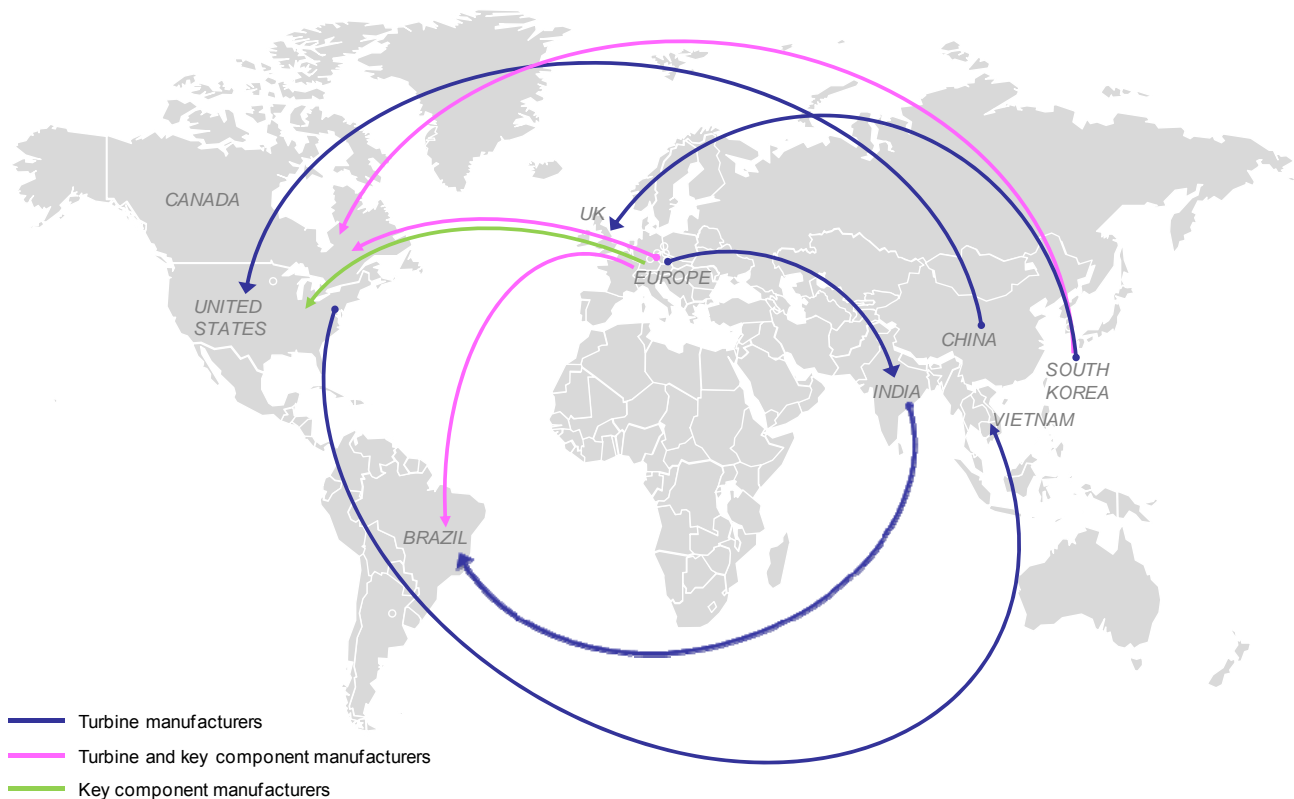 CANADA
UK
EUROPE
UNITED
STATES
CHINA
SOUTH
KOREA
INDIA
VIETNAM
BRAZIL
Turbine manufacturers
Turbine and key component manufacturers
Key component manufacturers